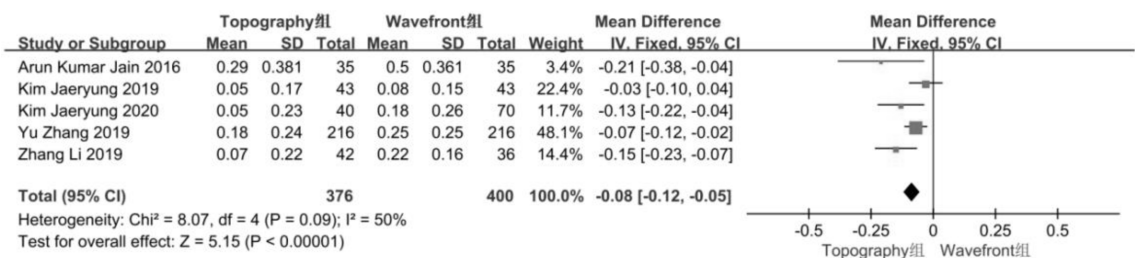 Topography组 Wavefront组 Mean Difference Mean Difference
Study or Subgroup Mean SD Total Mean SD Total Weight IV, Fixed, 95% CI IV, Fixed, 95% CI
Arun Kumar Jain 2016 0.29 0.381 35 0.5 0.361 35 3.4% -0.21 [-0.38, -0.04]
Kim Jaeryung 2019 0.05 0.17 43 0.08 0.15 43 22.4% -0.03 [-0.10, 0.04]
Kim Jaeryung 2020 0.05 0.23 40 0.18 0.26 70 11.7% -0.13 [-0.22, -0.04]
Yu Zhang 2019 0.18 0.24 216 0.25 0.25 216 48.1% -0.07 [-0.12, -0.02]
Zhang Li 2019 0.07 0.22 42 0.22 0.16 36 14.4% -0.15 [-0.23, -0.07]
Total (95% CI) 376 400 100.0% -0.08 [-0.12, -0.05]
Heterogeneity: Chi² = 8.07, df = 4 (P = 0.09); I² = 50%
Test for overall effect: Z = 5.15 (P < 0.00001)
-0.5 -0.25 0 0.25 0.5
Topography组 Wavefront组